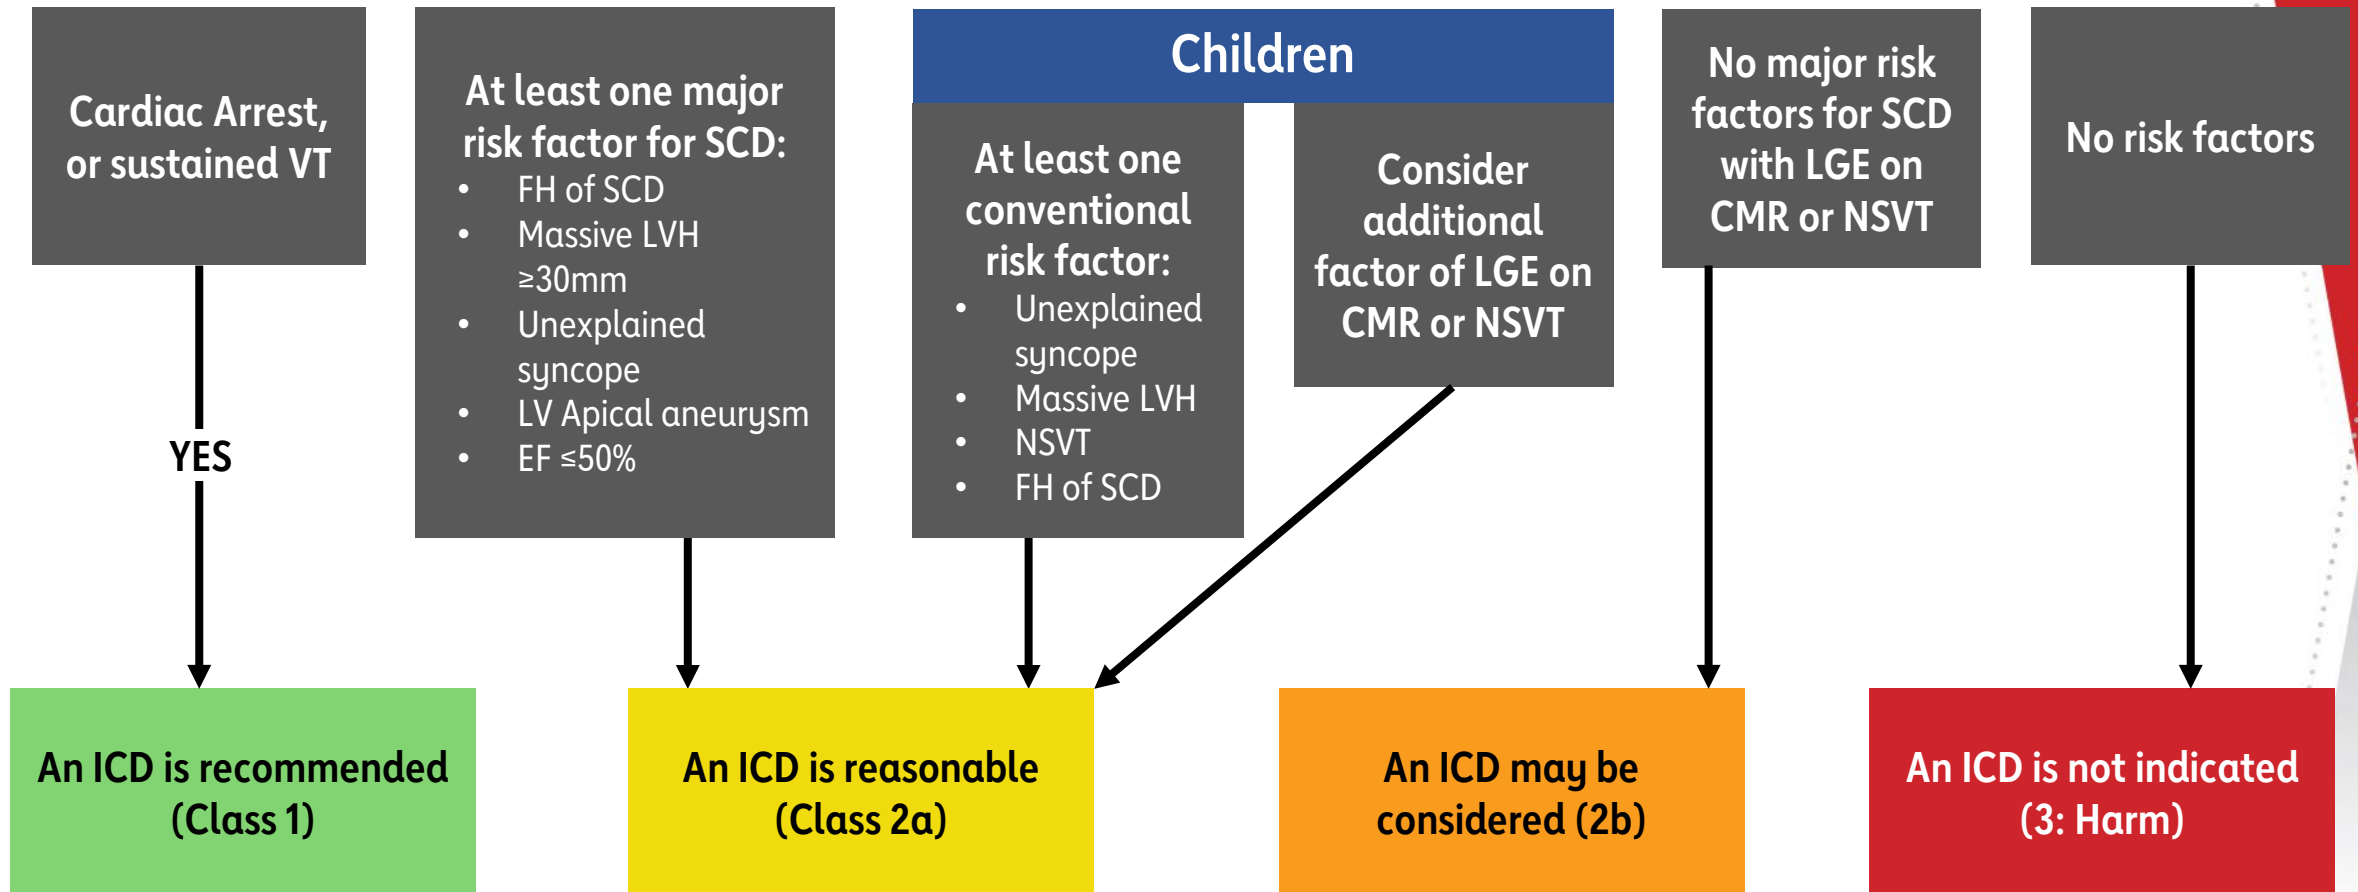 Cardiac Arrest,
or sustained VT
At least one major
risk factor for SCD:
• FH of SCD
• Massive LVH
≥30mm
• Unexplained
syncope
• LV Apical aneurysm
• EF ≤50%
Children
At least one
conventional
risk factor:
• Unexplained
syncope
• Massive LVH
• NSVT
• FH of SCD
Consider
additional
factor of LGE on
CMR or NSVT
No major risk
factors for SCD
with LGE on
CMR or NSVT
No risk factors
YES
An ICD is recommended
(Class 1)
An ICD is reasonable
(Class 2a)
An ICD may be
considered (2b)
An ICD is not indicated
(3: Harm)